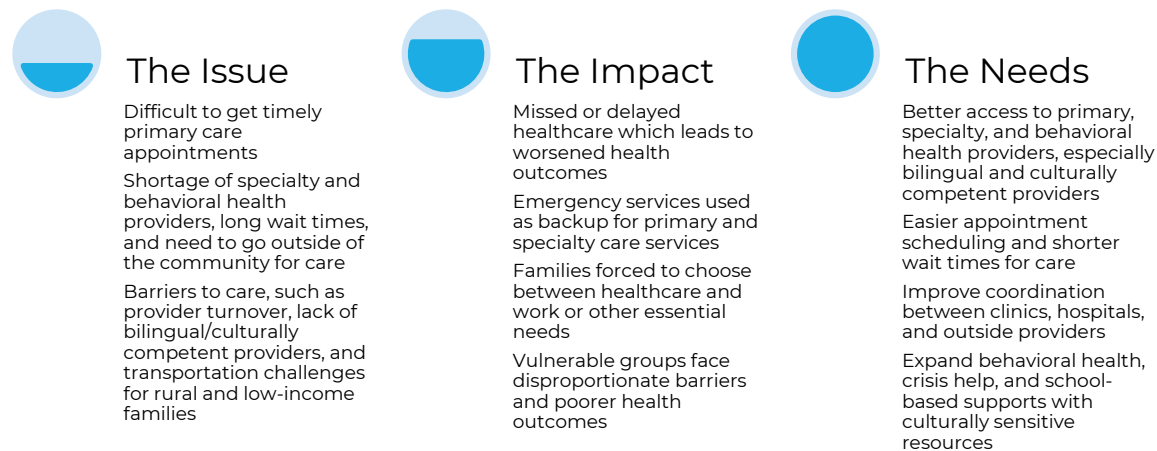 The Issue
Difficult to get timely
primary care
appointments
Shortage of specialty and
behavioral health
providers, long wait times,
and need to go outside of
the community for care
Barriers to care, such as
provider turnover, lack of
bilingual/culturally
competent providers, and
transportation challenges
for rural and low-income
families
The Impact
Missed or delayed
healthcare which leads to
worsened health
outcomes
Emergency services used
as backup for primary and
specialty care services
Families forced to choose
between healthcare and
work or other essential
needs
Vulnerable groups face
disproportionate barriers
and poorer health
outcomes
The Needs
Better access to primary,
specialty, and behavioral
health providers, especially
bilingual and culturally
competent providers
Easier appointment
scheduling and shorter
wait times for care
Improve coordination
between clinics, hospitals,
and outside providers
Expand behavioral health,
crisis help, and school-
based supports with
culturally sensitive
resources